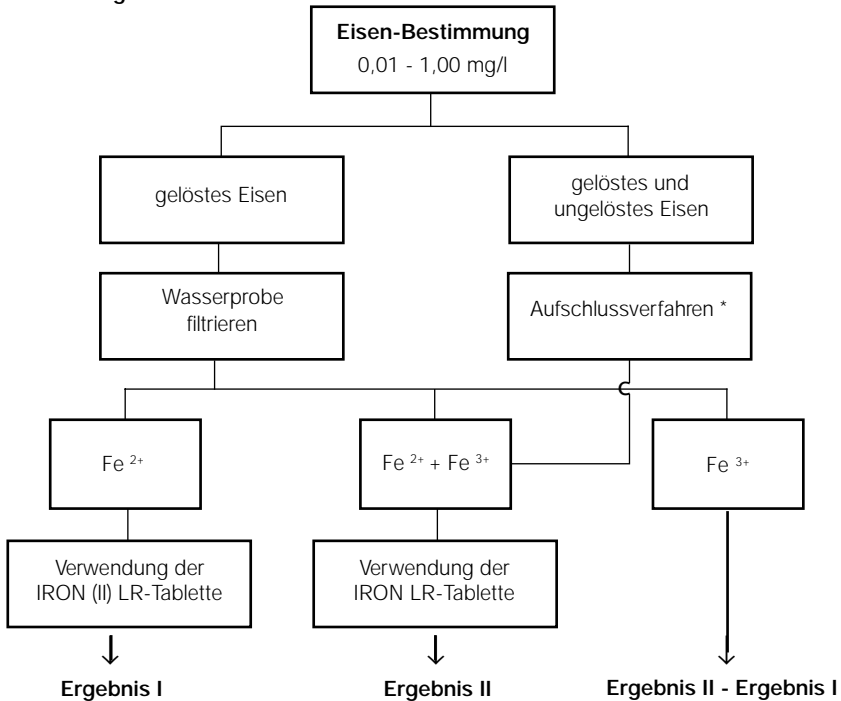 Eisen-Bestimmung
0,01 - 1,00 mg/l
gelöstes Eisen
gelöstes und
ungelöstes Eisen
Wasserprobe
filtrieren
Aufschlussverfahren *
Fe 2+
Fe 2+ + Fe 3+
Fe 3+
Verwendung der
IRON (II) LR-Tablette
Verwendung der
IRON LR-Tablette
Ergebnis I
Ergebnis II
Ergebnis II - Ergebnis I